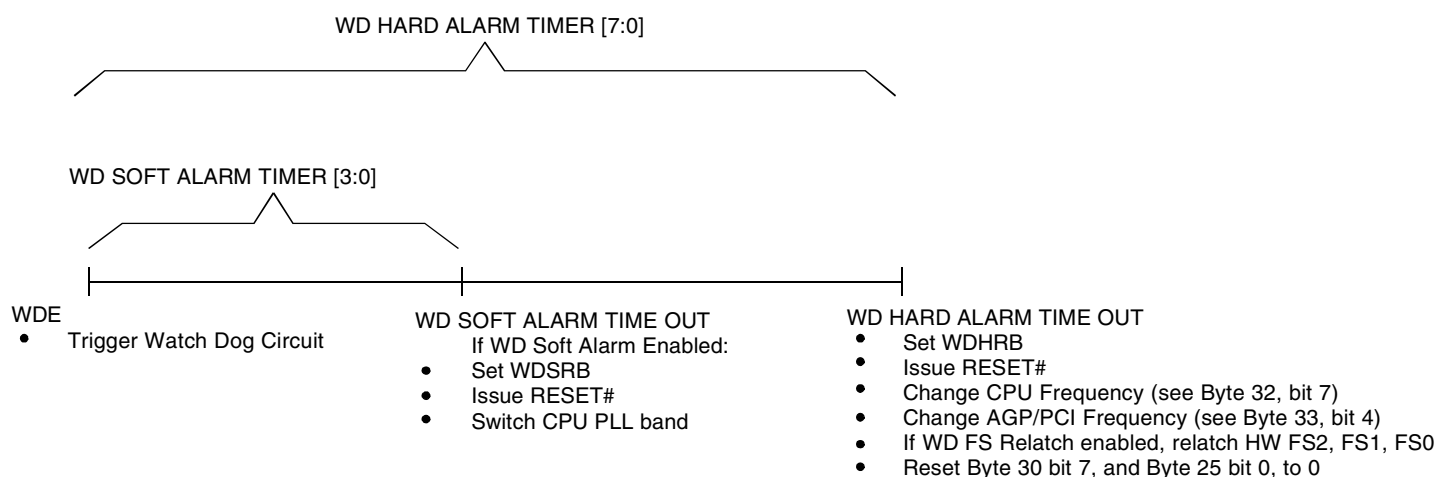 WD HARD ALARM TIMER [7:0]
WD SOFT ALARM TIMER [3:0]
WDE
• Trigger Watch Dog Circuit
WD SOFT ALARM TIME OUT
If WD Soft Alarm Enabled:
• Set WDSRB
• Issue RESET#
• Switch CPU PLL band
WD HARD ALARM TIME OUT
• Set WDHRB
• Issue RESET#
• Change CPU Frequency (see Byte 32, bit 7)
• Change AGP/PCI Frequency (see Byte 33, bit 4)
• If WD FS Relatch enabled, relatch HW FS2, FS1, FS0
• Reset Byte 30 bit 7, and Byte 25 bit 0, to 0